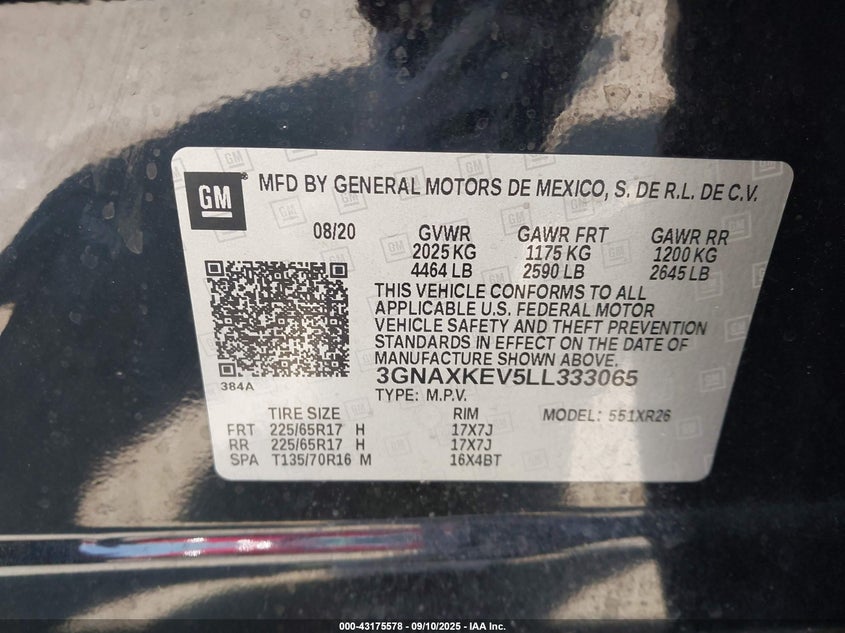 GM
MFD BY GENERAL MOTORS DE MEXICO, S. DE R.L. DE C.V.
08/20 GVWR GAWR FRT GAWR RR
2025 KG 1175 KG 1200 KG
4464 LB 2590 LB 2645 LB
THIS VEHICLE CONFORMS TO ALL
APPLICABLE U.S. FEDERAL MOTOR
VEHICLE SAFETY AND THEFT PREVENTION
STANDARDS IN EFFECT ON THE DATE OF
MANUFACTURE SHOWN ABOVE.
384A
3GNAXKEV5LL333065
TYPE: M.P.V.
TIRE SIZE RIM MODEL: 551XR26
FRT 225/65R17 H 17X7J
RR 225/65R17 H 17X7J
SPA T135/70R16 M 16X4BT
000-43175578 - 09/10/2025 - IAA Inc.